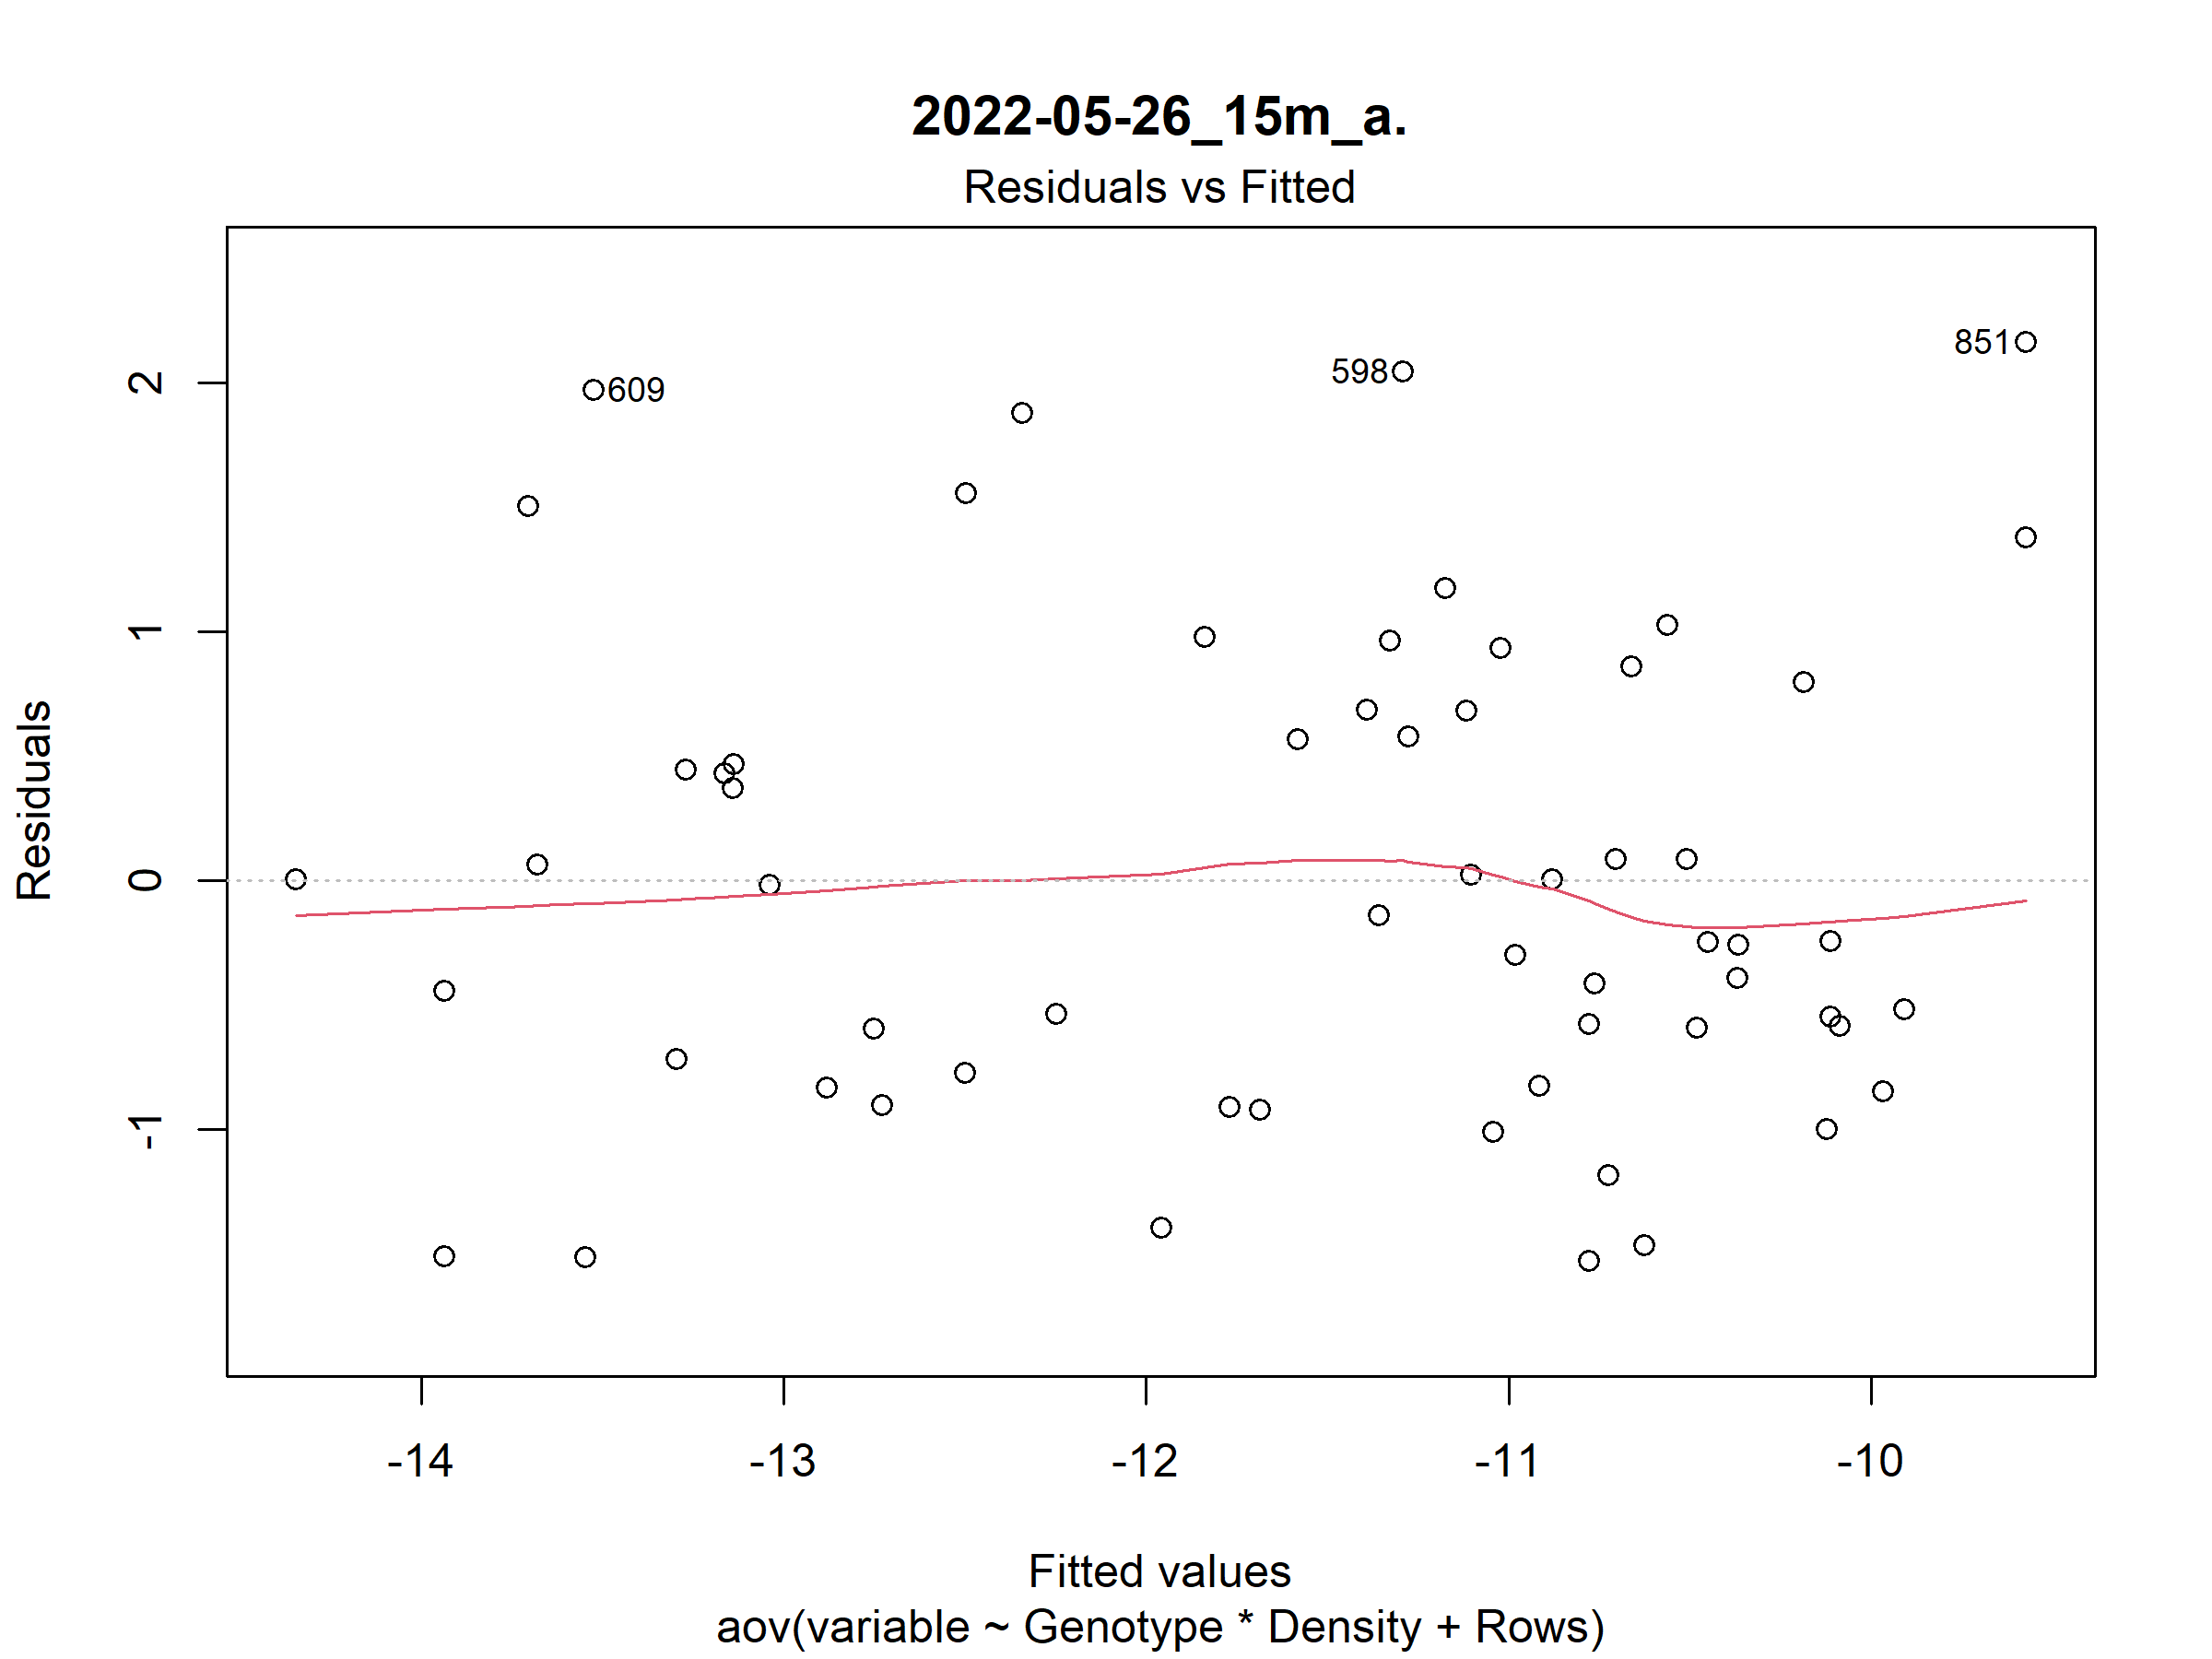 2022-05-26_15m_a.
Residuals vs Fitted
851
598
609
2
1
0
-1
Residuals
-14 -13 -12 -11 -10
Fitted values
aov(variable ~ Genotype * Density + Rows)